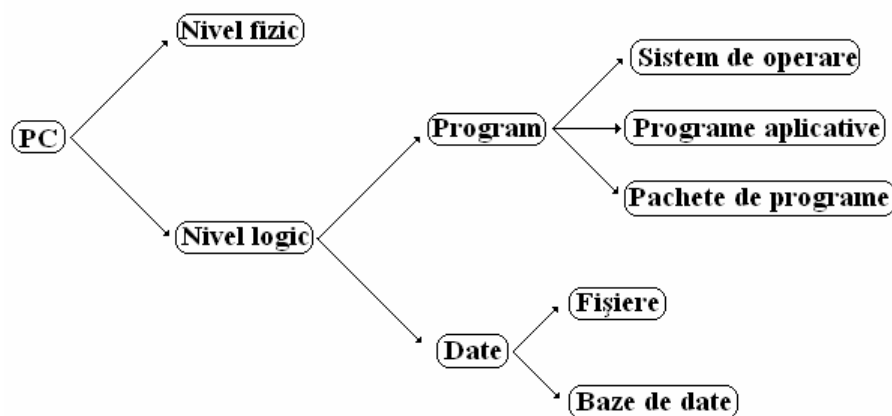 PC
Nivel fizic
Nivel logic
Program
Sistem de operare
Programe aplicative
Pachete de programe
Date
Fişiere
Baze de date